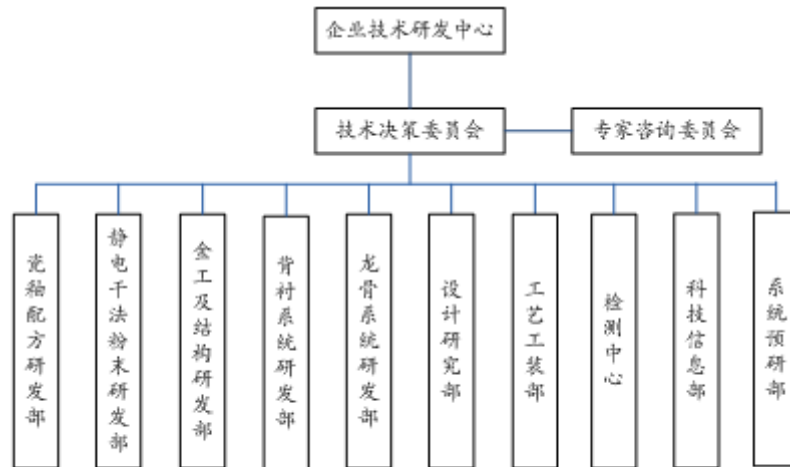 企业技术研发中心
技术决策委员会
专家咨询委员会
瓷釉配方研发部
静电干法粉末研发部
金工及结构研发部
背衬系统研发部
龙骨系统研发部
设计研究部
工艺工装部
检测中心
科技信息部
系统预研部